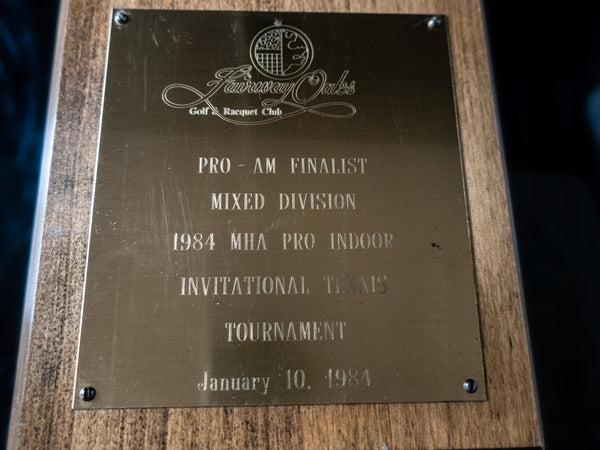 Fairway Oaks
Golf & Racquet Club
PRO - AM FINALIST
MIXED DIVISION
1984 MHA PRO INDOOR
INVITATIONAL TENNIS
TOURNAMENT
January 10, 1984